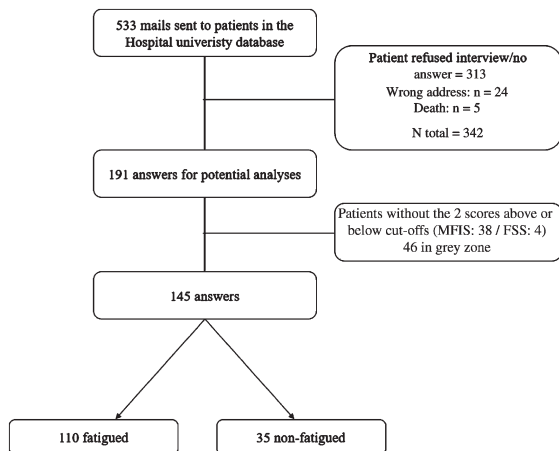 533 mails sent to patients in the
Hospital univeristy database
Patient refused interview/no
answer = 313
Wrong address: n = 24
Death: n = 5
N total = 342
191 answers for potential analyses
Patients without the 2 scores above or
below cut-offs (MFIS: 38 / FSS: 4)
46 in grey zone
145 answers
110 fatigued
35 non-fatigued